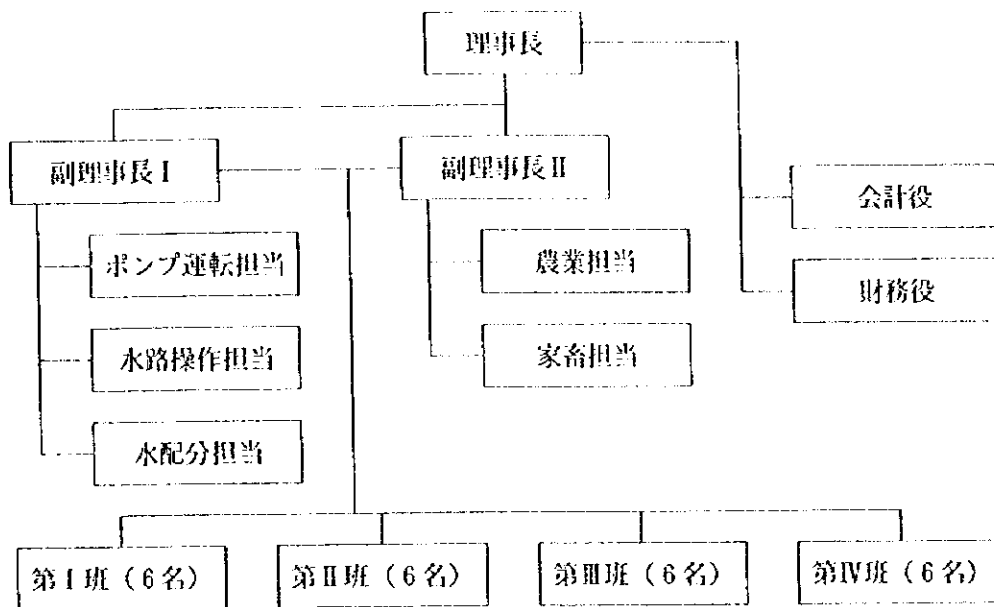 理事長
副理事長Ⅰ
副理事長Ⅱ
会計役
ポンプ運転担当
農業担当
財務役
水路操作担当
家畜担当
水配分担当
第Ⅰ班（6名）
第Ⅱ班（6名）
第Ⅲ班（6名）
第Ⅳ班（6名）